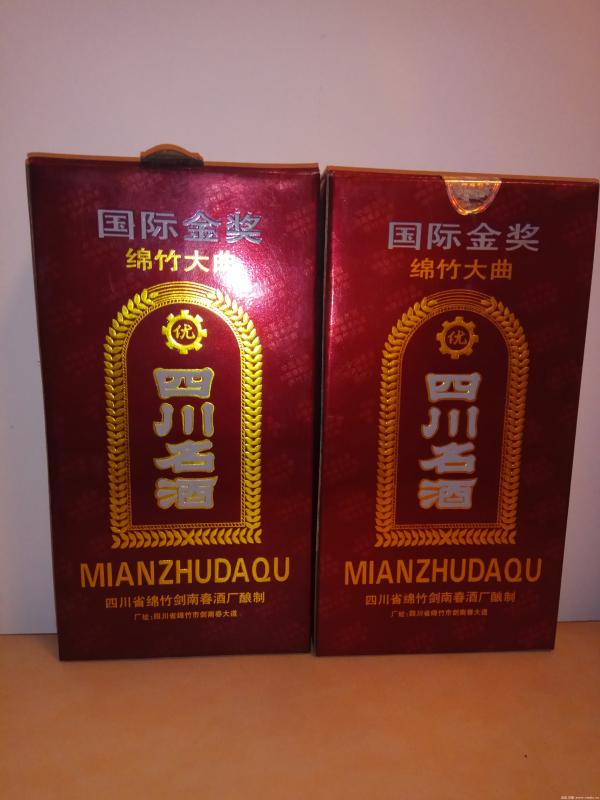 国际金奖
绵竹大曲
优
四川名酒
MIANZHUDAQU
四川省绵竹剑南春酒厂酿制
厂址:四川省绵竹市剑南春大道
国际金奖
绵竹大曲
优
四川名酒
MIANZHUDAQU
四川省绵竹剑南春酒厂酿制
厂址:四川省绵竹市剑南春大道